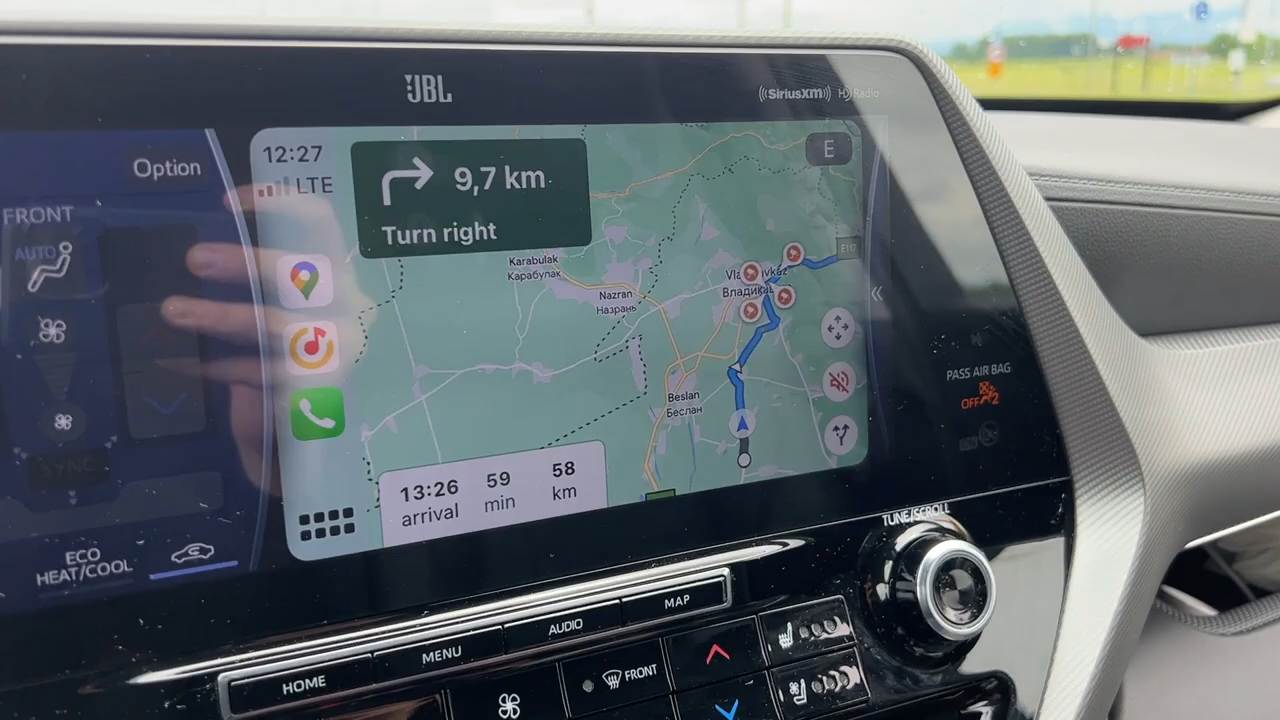 JBL
SiriusXM
HD Radio
Option
FRONT
AUTO
SYNC
ECO
HEAT/COOL
12:27
LTE
9,7 km
Turn right
E
Karabulak
Карабулак
Nazran
Назрань
Beslan
Беслан
E117
13:26
arrival
59
min
58
km
PASS AIR BAG
OFF
2
TUNE/SCROLL
HOME
MENU
AUDIO
MAP
FRONT